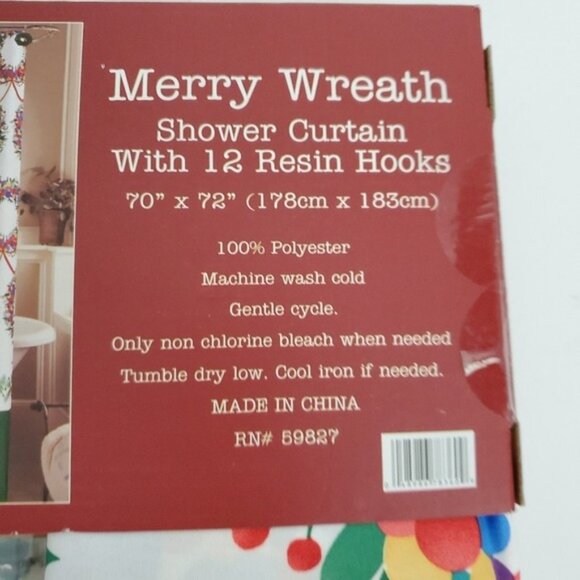 Merry Wreath
Shower Curtain
With 12 Resin Hooks
70" x 72" (178cm x 183cm)
100% Polyester
Machine wash cold
Gentle cycle.
Only non chlorine bleach when needed
Tumble dry low. Cool iron if needed.
MADE IN CHINA
RN# 59827